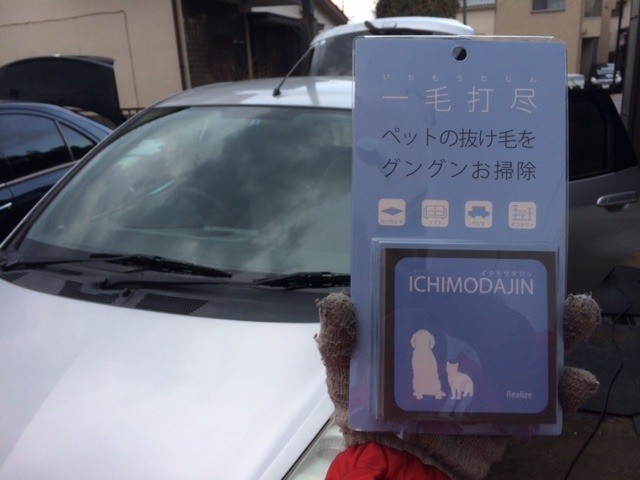 いちもうだじん
一毛打尽
ペットの抜け毛を
グングンお掃除
イチモウダジン
ICHIMODAJIN
Realize